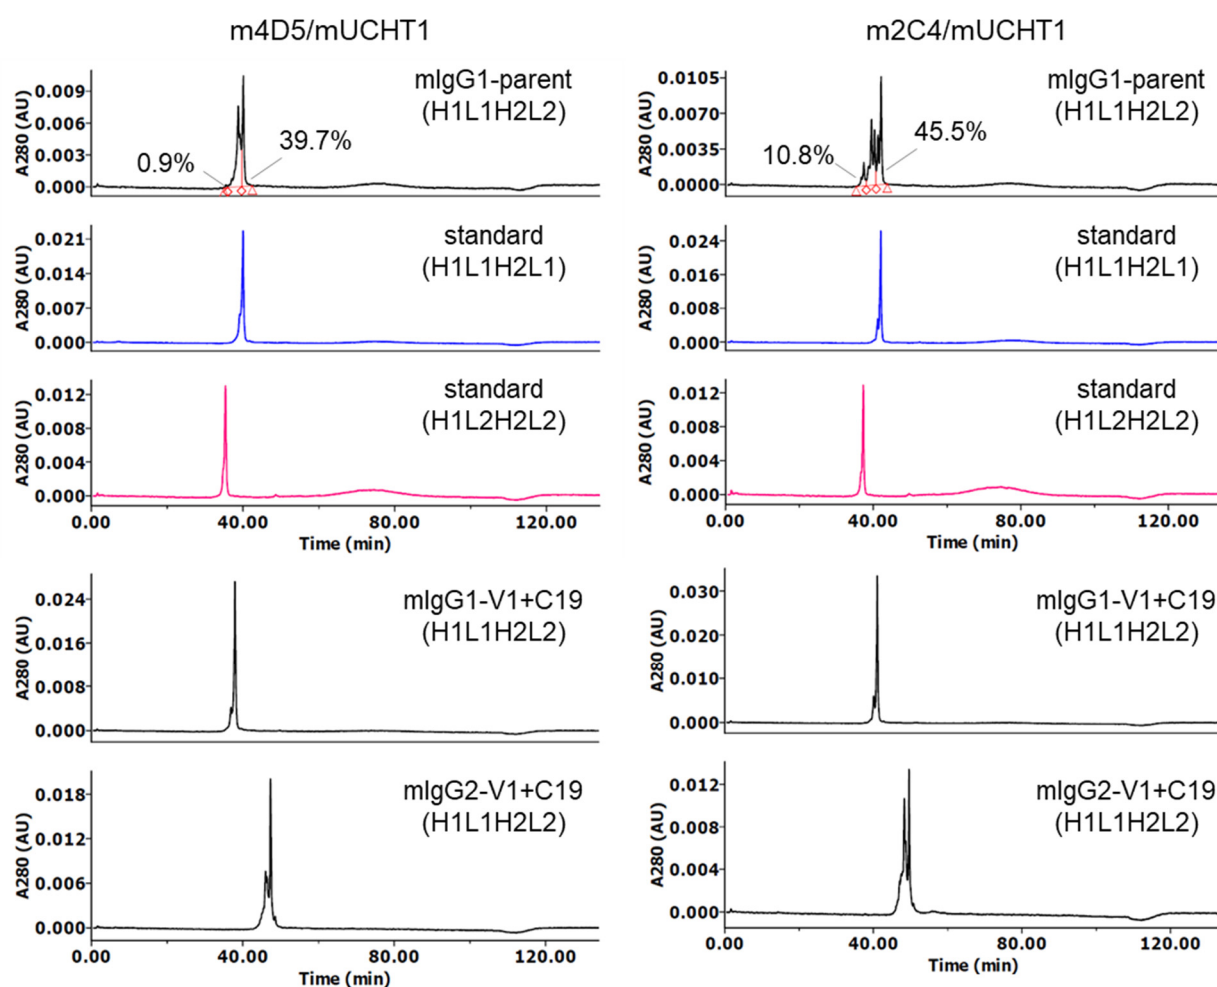 m4D5/mUCHT1
mIgG1-parent
(H1L1H2L2)
0.009
0.006
0.003
0.000
A280 (AU)
0.9%
39.7%
standard
(H1L1H2L1)
0.021
0.014
0.007
0.000
A280 (AU)
standard
(H1L2H2L2)
0.012
0.008
0.004
0.000
A280 (AU)
0.00
40.00
80.00
120.00
Time (min)
mIgG1-V1+C19
(H1L1H2L2)
0.024
0.016
0.008
0.000
A280 (AU)
mIgG2-V1+C19
(H1L1H2L2)
0.018
0.012
0.006
0.000
A280 (AU)
0.00
40.00
80.00
120.00
Time (min)
m2C4/mUCHT1
mIgG1-parent
(H1L1H2L2)
0.0105
0.0070
0.0035
0.0000
A280 (AU)
10.8%
45.5%
standard
(H1L1H2L1)
0.024
0.016
0.008
0.000
A280 (AU)
standard
(H1L2H2L2)
0.012
0.008
0.004
0.000
A280 (AU)
0.00
40.00
80.00
120.00
Time (min)
mIgG1-V1+C19
(H1L1H2L2)
0.030
0.030
0.010
0.000
A280 (AU)
mIgG2-V1+C19
(H1L1H2L2)
0.012
0.008
0.004
0.000
A280 (AU)
0.00
40.00
80.00
120.00
Time (min)